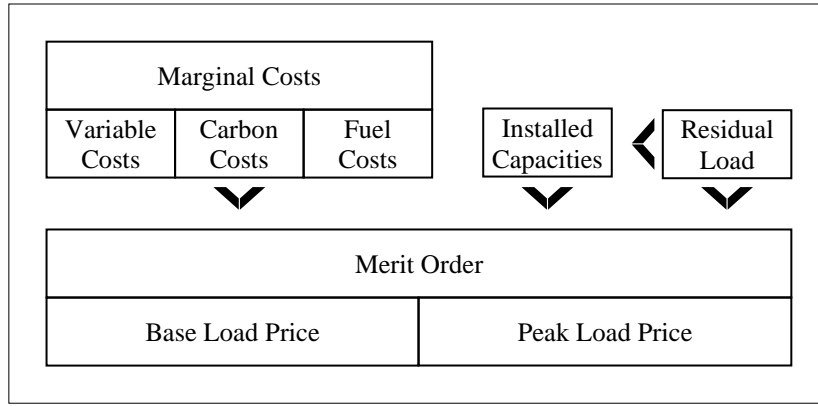 Marginal Costs
Variable
Costs
Carbon
Costs
Fuel
Costs
Installed
Capacities
Residual
Load
Merit Order
Base Load Price
Peak Load Price